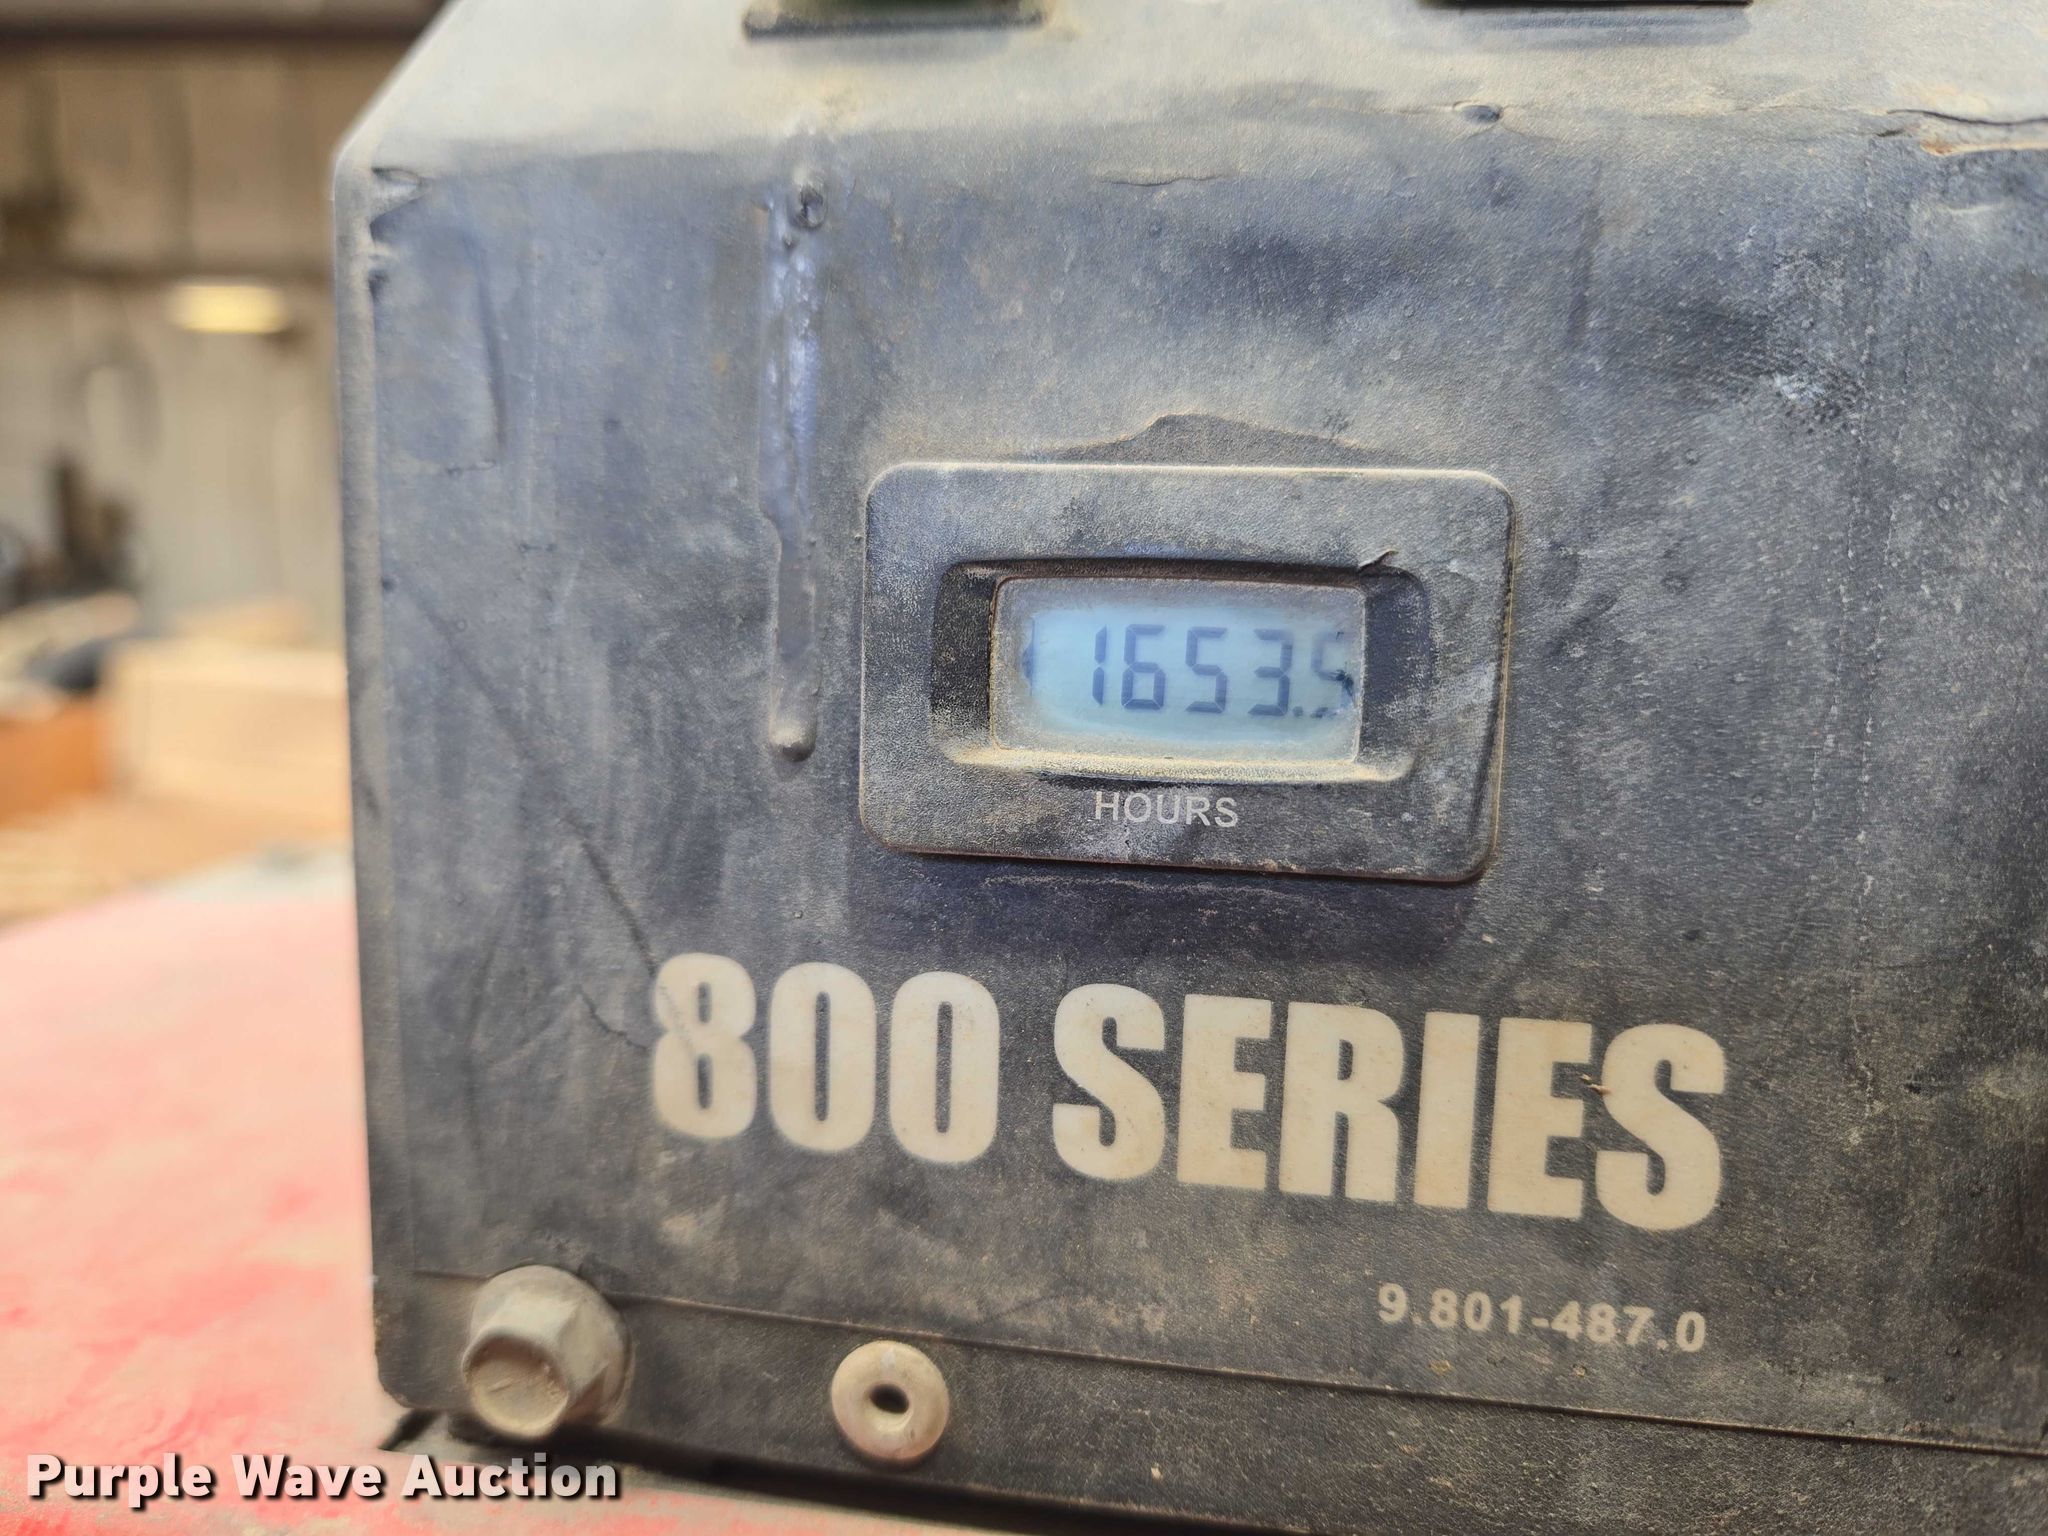 1653.5
HOURS
800 SERIES
9.801-487.0
Purple Wave Auction